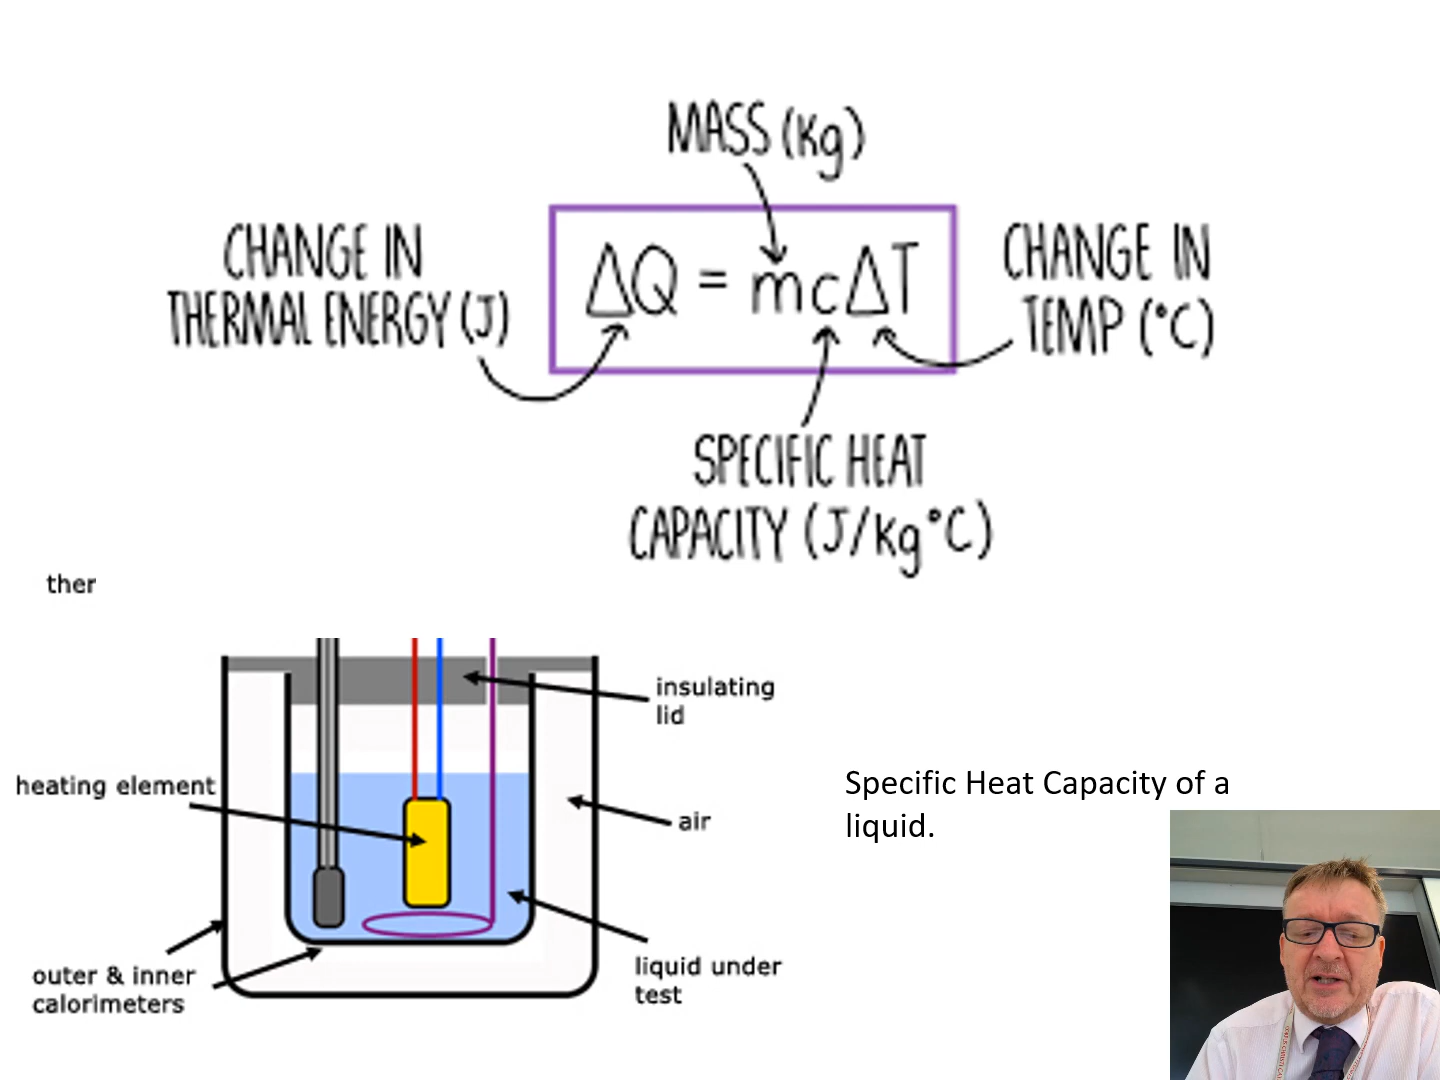 MASS (Kg)
CHANGE IN
THERMAL ENERGY (J)
ΔQ = mcΔT
CHANGE IN
TEMP (°C)
SPECIFIC HEAT
CAPACITY (J/Kg°C)
ther
insulating
lid
heating element
air
outer & inner
calorimeters
liquid under
test
Specific Heat Capacity of a
liquid.